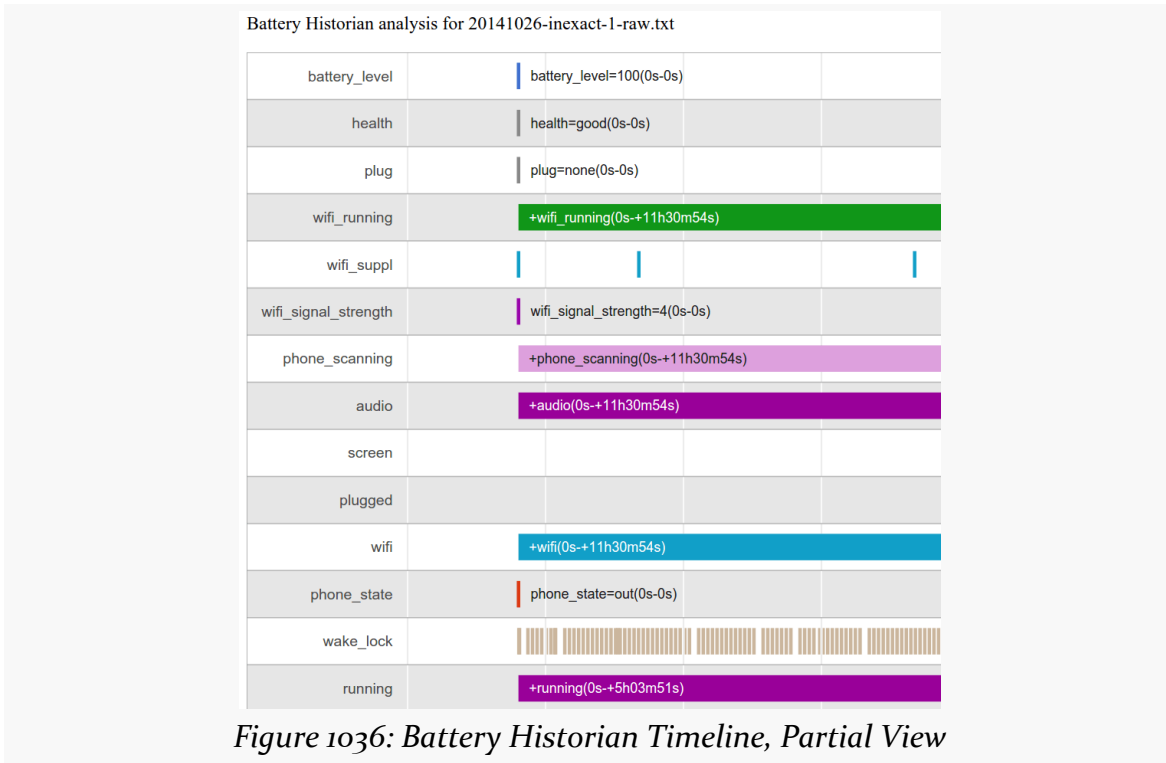 Battery Historian analysis for 20141026-inexact-1-raw.txt
battery_level battery_level=100(0s-0s)
health health=good(0s-0s)
plug plug=none(0s-0s)
wifi_running +wifi_running(0s-+11h30m54s)
wifi_suppl
wifi_signal_strength wifi_signal_strength=4(0s-0s)
phone_scanning +phone_scanning(0s-+11h30m54s)
audio +audio(0s-+11h30m54s)
screen
plugged
wifi +wifi(0s-+11h30m54s)
phone_state phone_state=out(0s-0s)
wake_lock
running +running(0s-+5h03m51s)
Figure 1036: Battery Historian Timeline, Partial View